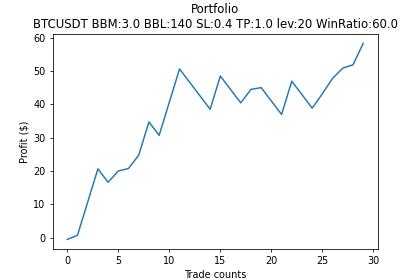 Portfolio
BTCUSDT BBM:3.0 BBL:140 SL:0.4 TP:1.0 lev:20 WinRatio:60.0
60
50
40
30
20
10
0
Profit ($)
0 5 10 15 20 25 30
Trade counts